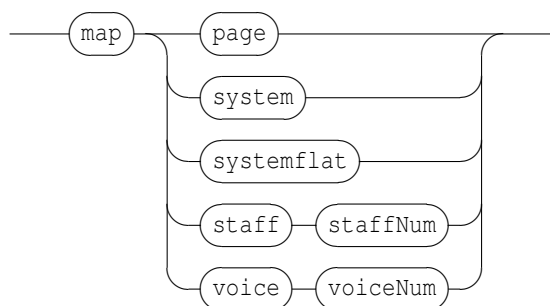 map page
system
systemflat
staff staffNum
voice voiceNum